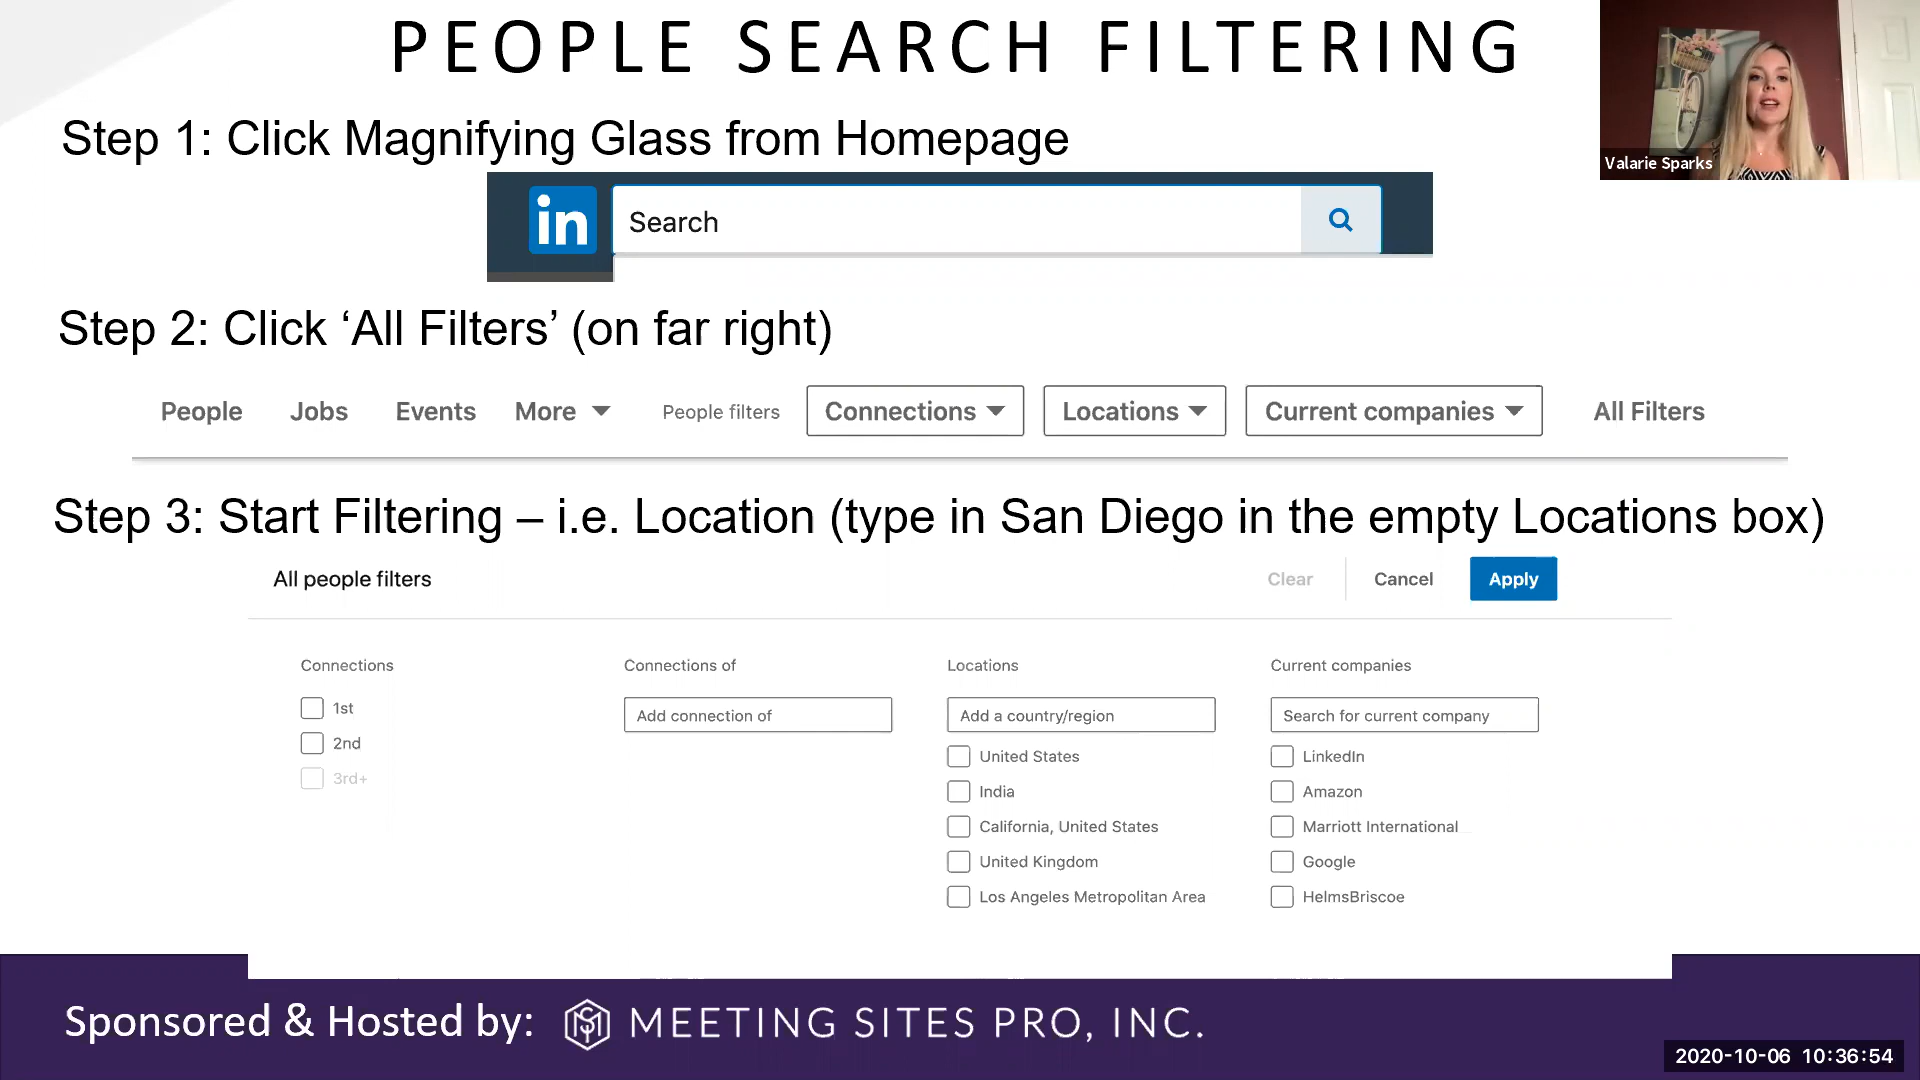 PEOPLE SEARCH FILTERING
Valarie Sparks
Step 1: Click Magnifying Glass from Homepage
in Search
Step 2: Click ‘All Filters’ (on far right)
People Jobs Events More People filters Connections Locations Current companies All Filters
Step 3: Start Filtering – i.e. Location (type in San Diego in the empty Locations box)
All people filters Clear Cancel Apply
Connections
1st
2nd
3rd+
Connections of
Add connection of
Locations
Add a country/region
United States
India
California, United States
United Kingdom
Los Angeles Metropolitan Area
Current companies
Search for current company
LinkedIn
Amazon
Marriott International
Google
HelmsBriscoe
Sponsored & Hosted by: MEETING SITES PRO, INC.
2020-10-06 10:36:54